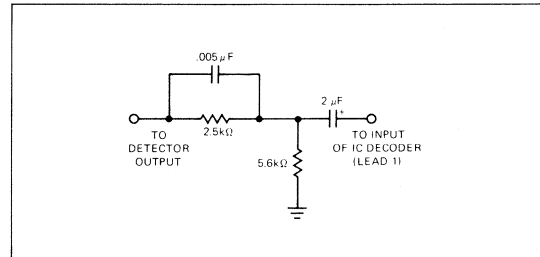 .005 μF
2 μF
+
2.5kΩ
TO
DETECTOR
OUTPUT
TO INPUT
OF IC DECODER
(LEAD 1)
5.6kΩ